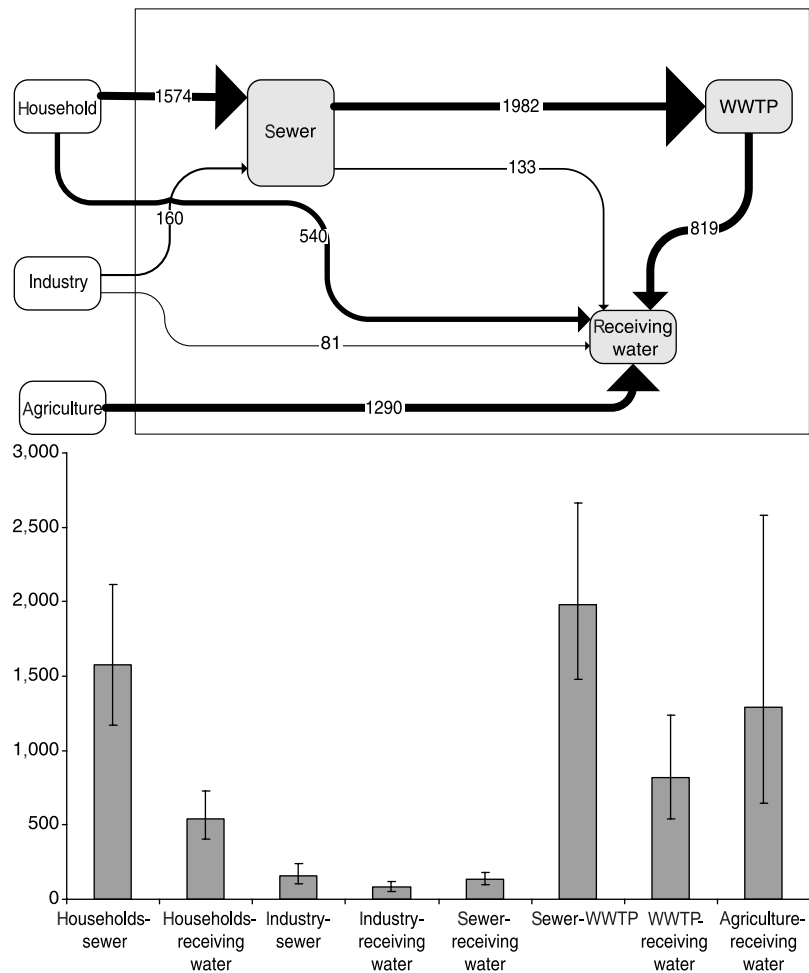 Household
1574
Sewer
1982
WWTP
133
160
540
819
Industry
81
Receiving
water
Agriculture
1290
3,000
2,500
2,000
1,500
1,000
500
0
Households-
sewer
Households-
receiving
water
Industry-
sewer
Industry-
receiving
water
Sewer-
receiving
water
Sewer-WWTP
WWTP-
receiving
water
Agriculture-
receiving
water